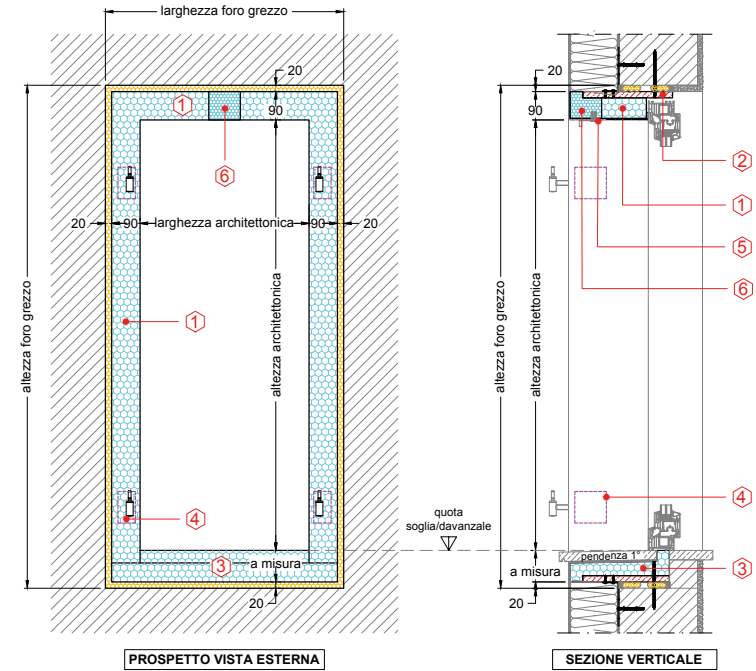 larghezza foro grezzo
20
20
1
90
90
6
2
20
90
larghezza architettonica
90
20
1
5
6
altezza foro grezzo
altezza architettonica
altezza foro grezzo
altezza architettonica
1
4
4
quota
soglia/davanzale
pendenza 1°
3
a misura
a misura
3
20
20
PROSPETTO VISTA ESTERNA
SEZIONE VERTICALE